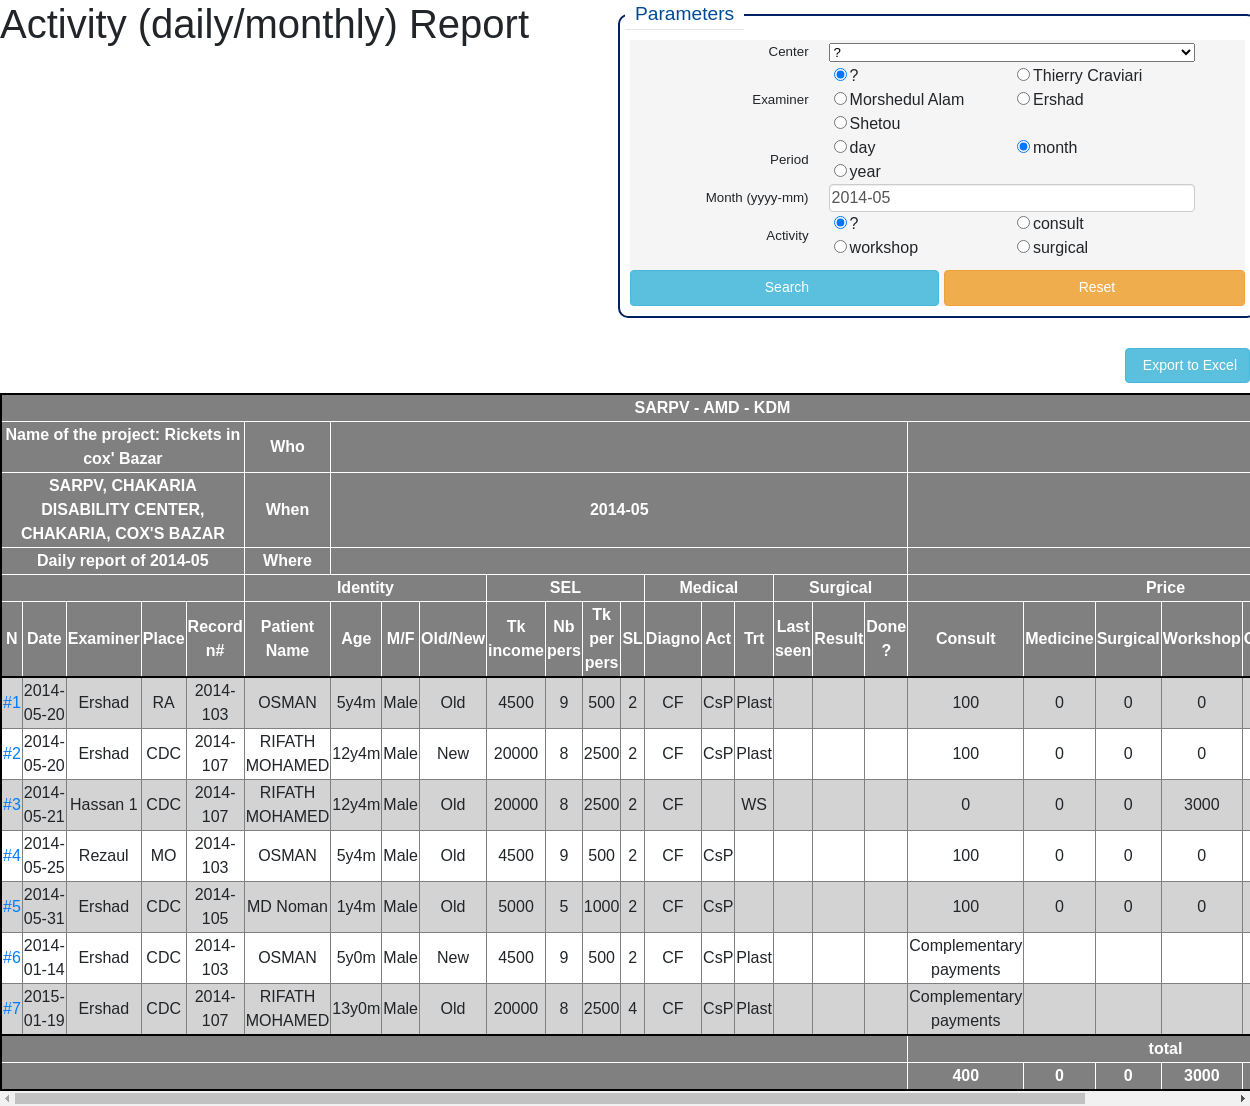 Activity (daily/monthly) Report
Parameters
Center ?
? Thierry Craviari
Examiner Morshedul Alam Ershad
Shetou
Period day month
year
Month (yyyy-mm) 2014-05
Activity ? consult
workshop surgical
Search Reset
Export to Excel
SARPV - AMD - KDM
Name of the project: Rickets in cox' Bazar Who
SARPV, CHAKARIA DISABILITY CENTER, CHAKARIA, COX'S BAZAR When 2014-05
Daily report of 2014-05 Where
Identity SEL Medical Surgical Price
N Date Examiner Place Record n# Patient Name Age M/F Old/New Tk income Nb pers Tk per pers SL Diagno Act Trt Last seen Result Done ? Consult Medicine Surgical Workshop
#1 2014-05-20 Ershad RA 2014-103 OSMAN 5y4m Male Old 4500 9 500 2 CF CsP Plast 100 0 0 0
#2 2014-05-20 Ershad CDC 2014-107 RIFATH MOHAMED 12y4m Male New 20000 8 2500 2 CF CsP Plast 100 0 0 0
#3 2014-05-21 Hassan 1 CDC 2014-107 RIFATH MOHAMED 12y4m Male Old 20000 8 2500 2 CF WS 0 0 0 3000
#4 2014-05-25 Rezaul MO 2014-103 OSMAN 5y4m Male Old 4500 9 500 2 CF CsP 100 0 0 0
#5 2014-05-31 Ershad CDC 2014-105 MD Noman 1y4m Male Old 5000 5 1000 2 CF CsP 100 0 0 0
#6 2014-01-14 Ershad CDC 2014-103 OSMAN 5y0m Male New 4500 9 500 2 CF CsP Plast Complementary payments
#7 2015-01-19 Ershad CDC 2014-107 RIFATH MOHAMED 13y0m Male Old 20000 8 2500 4 CF CsP Plast Complementary payments
total
400 0 0 3000